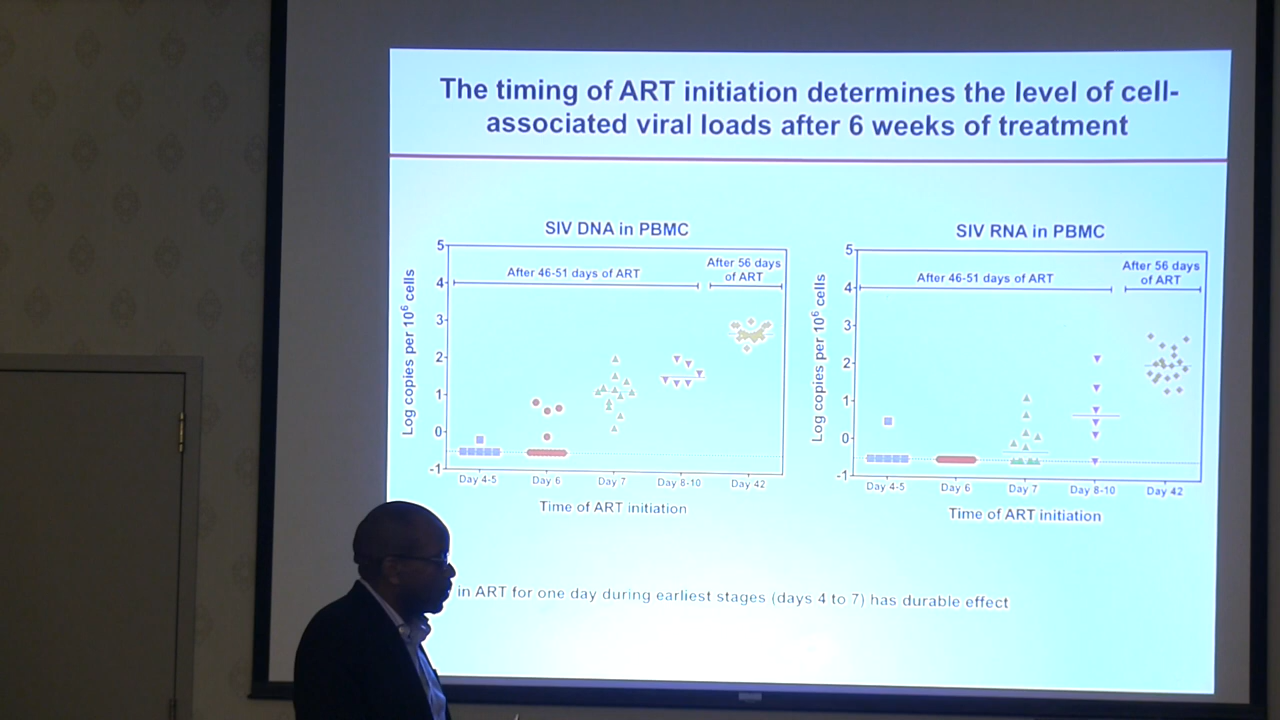 The timing of ART initiation determines the level of cell-
associated viral loads after 6 weeks of treatment
SIV DNA in PBMC
5
4
3
2
1
0
-1
Log copies per 10⁶ cells
After 46-51 days of ART
After 56 days
of ART
Day 4-5 Day 6 Day 7 Day 8-10 Day 42
Time of ART initiation
SIV RNA in PBMC
5
4
3
2
1
0
-1
Log copies per 10⁶ cells
After 46-51 days of ART
After 56 days
of ART
Day 4-5 Day 6 Day 7 Day 8-10 Day 42
Time of ART initiation
in ART for one day during earliest stages (days 4 to 7) has durable effect